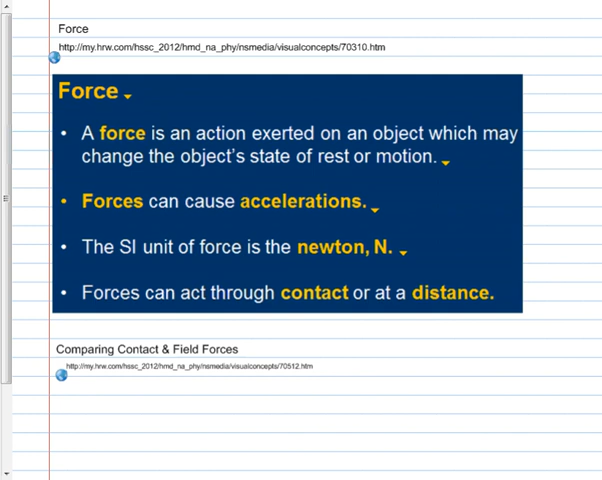 Force
http://my.hrw.com/hssc_2012/hmd_na_phy/nsmedia/visualconcepts/70310.htm
Force
• A force is an action exerted on an object which may
change the object's state of rest or motion.
• Forces can cause accelerations.
• The SI unit of force is the newton, N.
• Forces can act through contact or at a distance.
Comparing Contact & Field Forces
http://my.hrw.com/hssc_2012/hmd_na_phy/nsmedia/visualconcepts/70512.htm